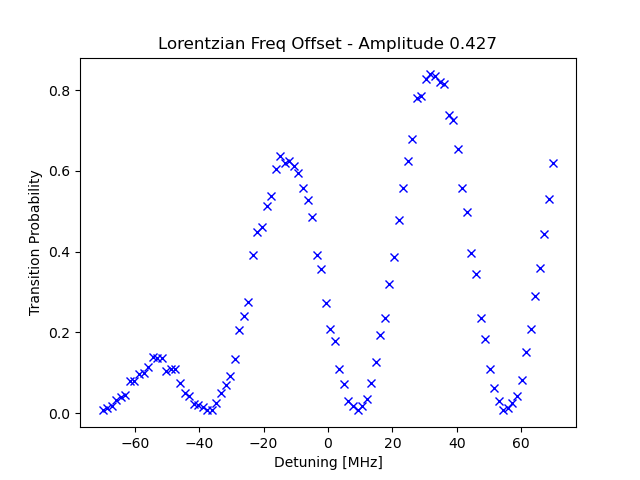 Lorentzian Freq Offset - Amplitude 0.427
Transition Probability
0.8
0.6
0.4
0.2
0.0
−60 −40 −20 0 20 40 60
Detuning [MHz]